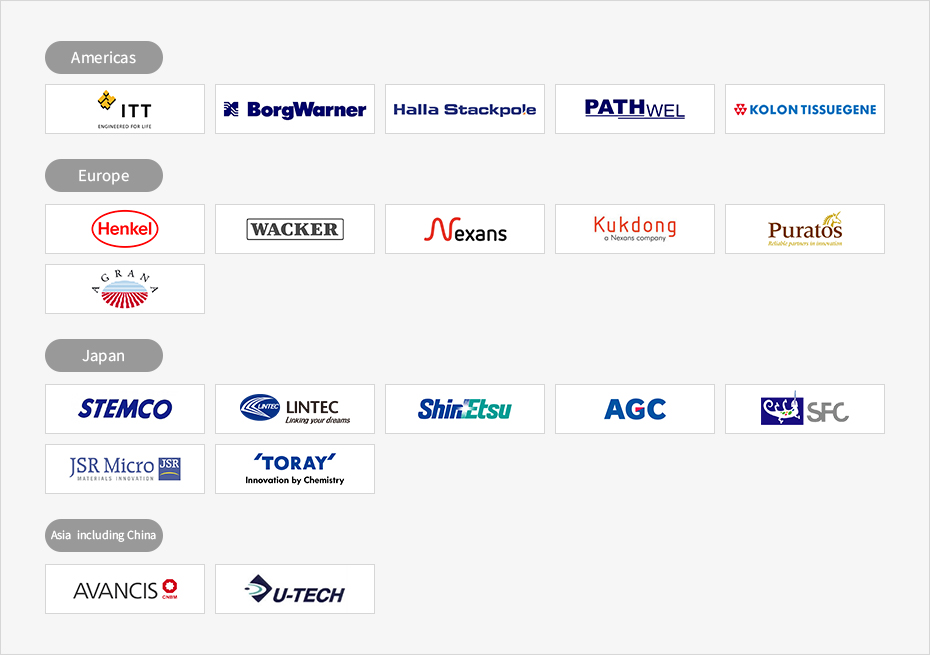 Americas
ITT
ENGINEERED FOR LIFE
BorgWarner
Halla Stackpole
PATHWEL
KOLON TISSUEGENE
Europe
Henkel
WACKER
Nexans
Kukdong
a Nexans company
Puratos
Reliable partners in innovation
AGRANA
Japan
STEMCO
LINTEC
LINTEC
Linking your dreams
ShinEtsu
AGC
SFC
JSR Micro
JSR
MATERIALS INNOVATION
'TORAY'
Innovation by Chemistry
Asia including China
AVANCIS
CNBM
U-TECH